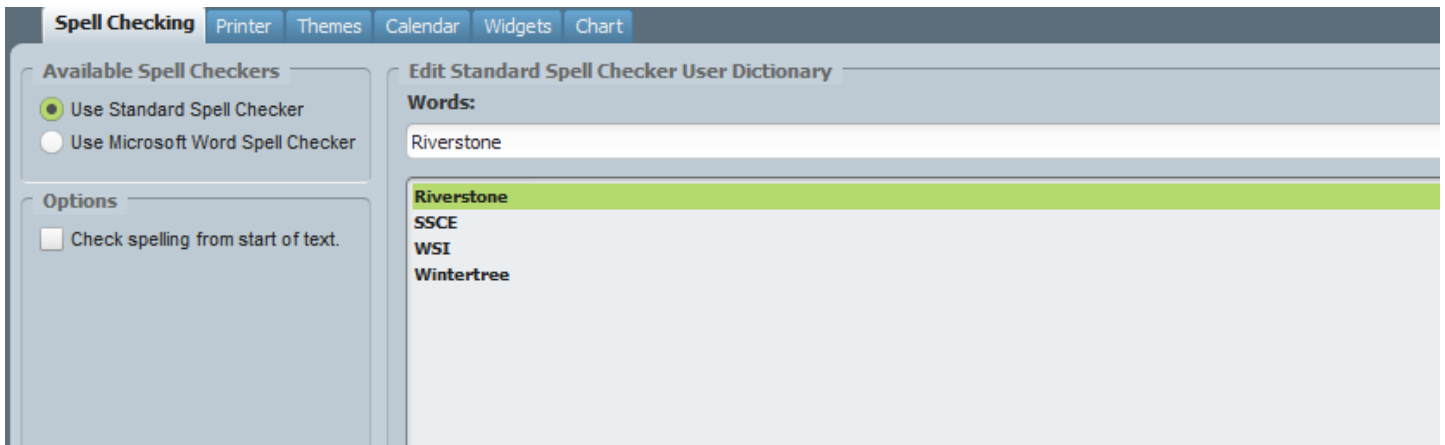 Spell Checking Printer Themes Calendar Widgets Chart
Available Spell Checkers
Use Standard Spell Checker
Use Microsoft Word Spell Checker
Options
Check spelling from start of text.
Edit Standard Spell Checker User Dictionary
Words:
Riverstone
Riverstone
SSCE
WSI
Wintertree